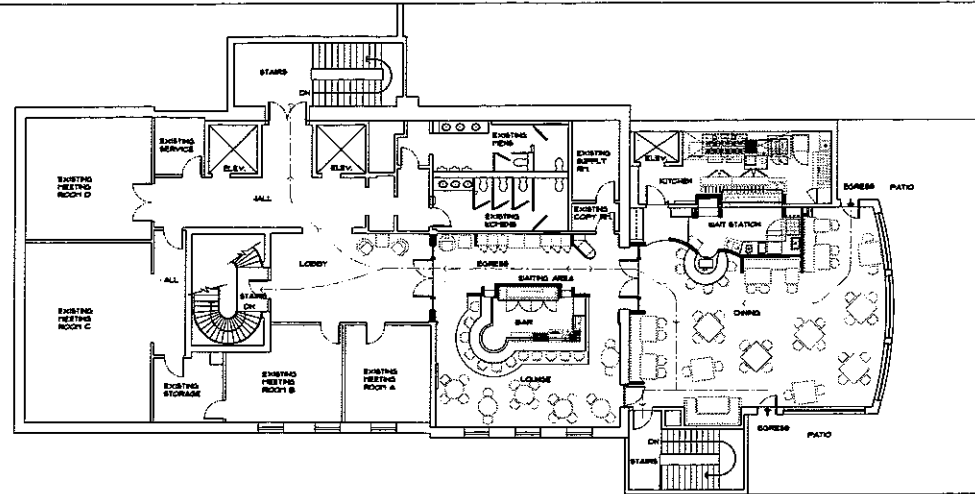 STAIRS
DN
EXISTING
SERVICE
ELEV.
ELEV.
EXISTING
MENS
EXISTING
SUPPLY
RM.
ELEV.
KITCHEN
EXISTING
MEETING
ROOM D
HALL
EXISTING
WOMENS
EXISTING
COPY RM.
WAIT STATION
EGRESS
PATIO
HALL
LOBBY
EGRESS
WAITING AREA
STAIRS
DN
EXISTING
MEETING
ROOM C
BAR
DINING
EXISTING
STORAGE
EXISTING
MEETING
ROOM B
EXISTING
MEETING
ROOM A
LOUNGE
EGRESS
PATIO
DN
STAIRS